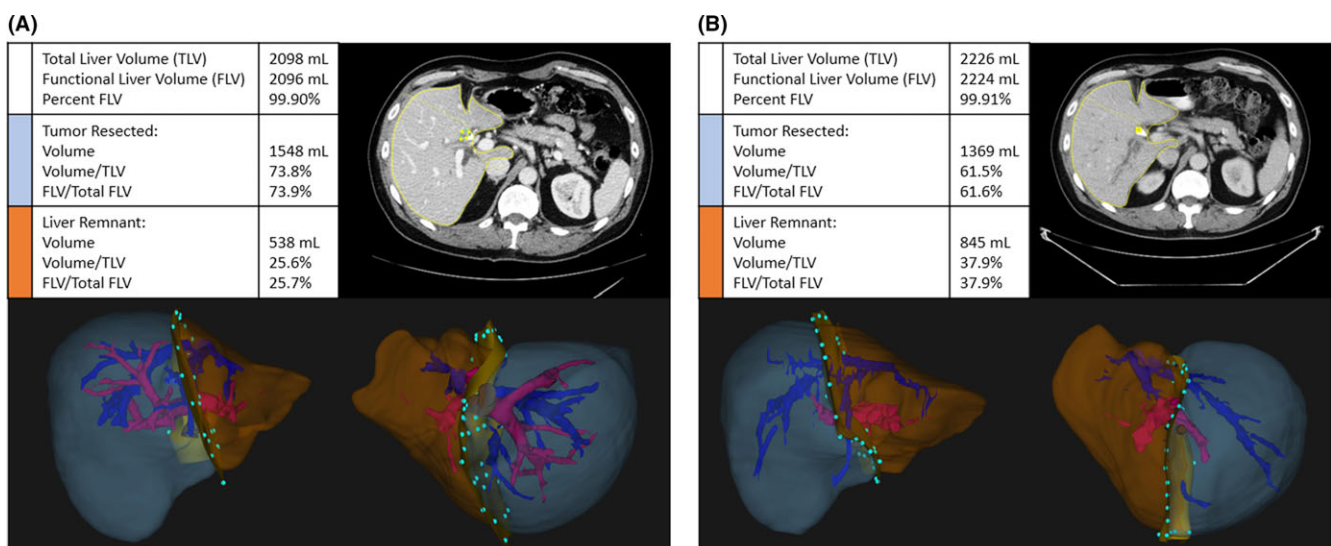 (A)
Total Liver Volume (TLV) 2098 mL
Functional Liver Volume (FLV) 2096 mL
Percent FLV 99.90%
Tumor Resected:
Volume 1548 mL
Volume/TLV 73.8%
FLV/Total FLV 73.9%
Liver Remnant:
Volume 538 mL
Volume/TLV 25.6%
FLV/Total FLV 25.7%
(B)
Total Liver Volume (TLV) 2226 mL
Functional Liver Volume (FLV) 2224 mL
Percent FLV 99.91%
Tumor Resected:
Volume 1369 mL
Volume/TLV 61.5%
FLV/Total FLV 61.6%
Liver Remnant:
Volume 845 mL
Volume/TLV 37.9%
FLV/Total FLV 37.9%